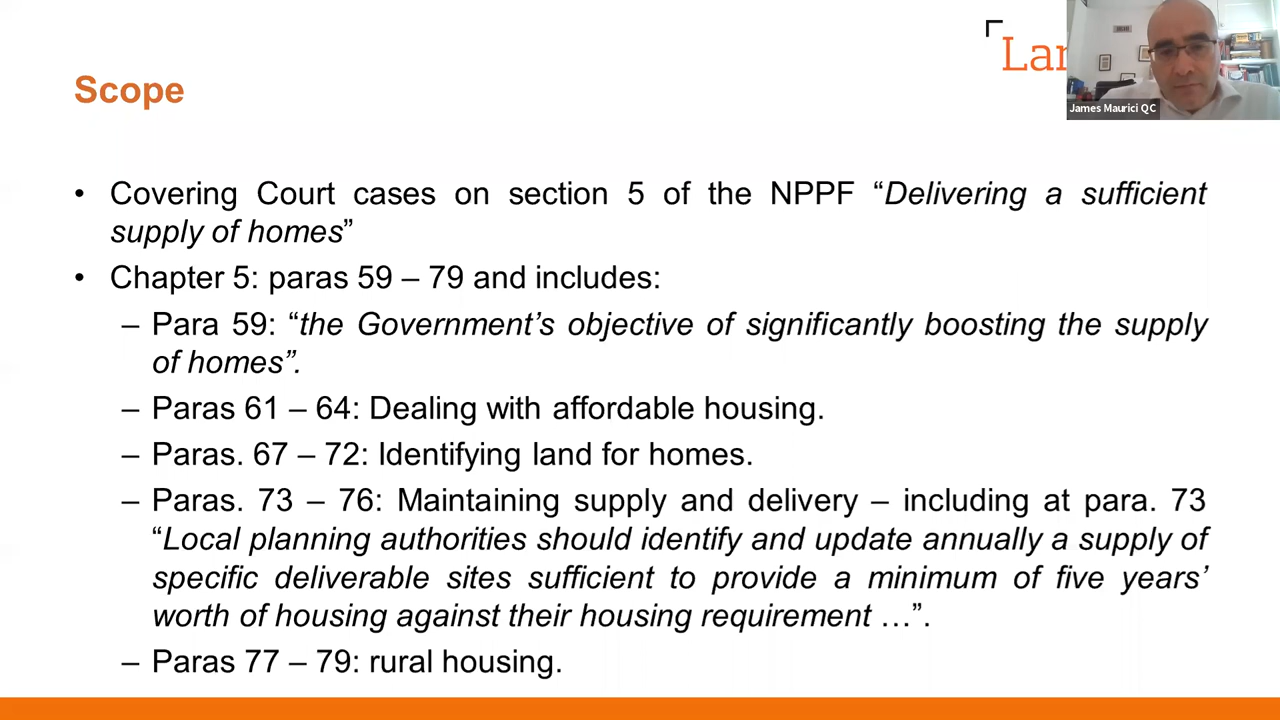 Lan
James Maurici QC
Scope
• Covering Court cases on section 5 of the NPPF “Delivering a sufficient
supply of homes”
• Chapter 5: paras 59 – 79 and includes:
– Para 59: “the Government’s objective of significantly boosting the supply
of homes”.
– Paras 61 – 64: Dealing with affordable housing.
– Paras. 67 – 72: Identifying land for homes.
– Paras. 73 – 76: Maintaining supply and delivery – including at para. 73
“Local planning authorities should identify and update annually a supply of
specific deliverable sites sufficient to provide a minimum of five years’
worth of housing against their housing requirement …”.
– Paras 77 – 79: rural housing.